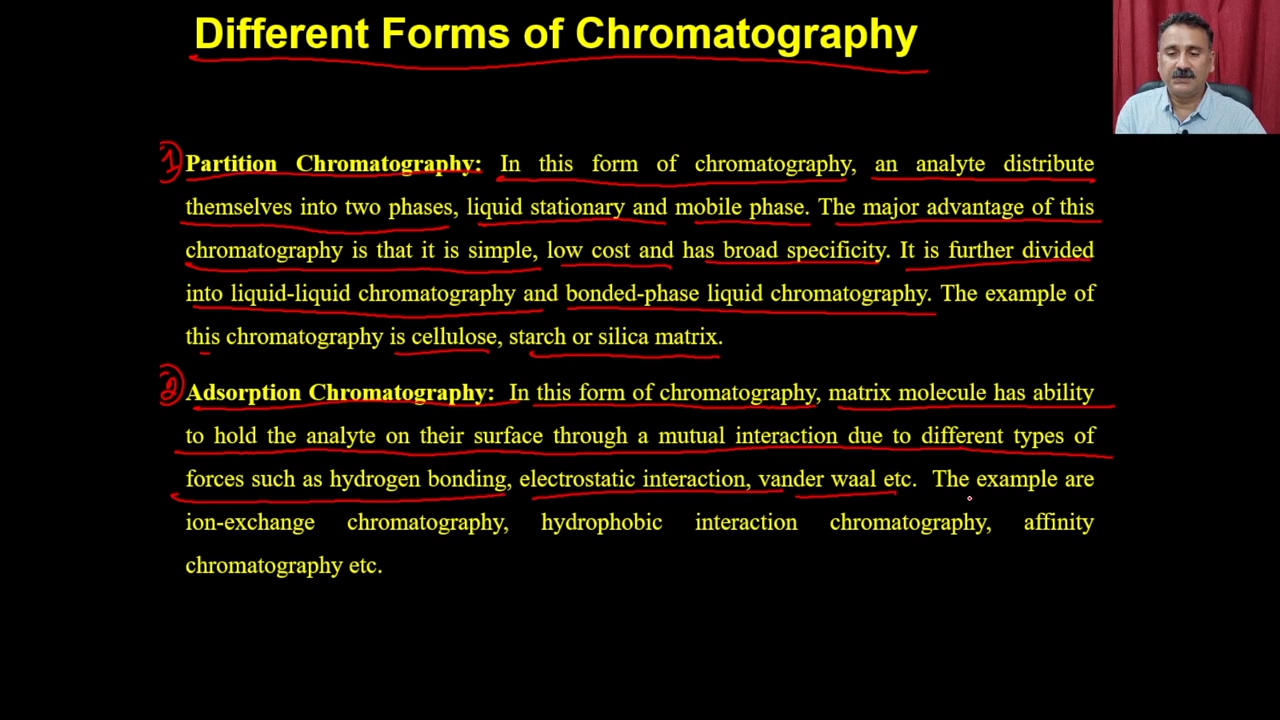 Different Forms of Chromatography
1 Partition Chromatography: In this form of chromatography, an analyte distribute
themselves into two phases, liquid stationary and mobile phase. The major advantage of this
chromatography is that it is simple, low cost and has broad specificity. It is further divided
into liquid-liquid chromatography and bonded-phase liquid chromatography. The example of
this chromatography is cellulose, starch or silica matrix.
2 Adsorption Chromatography: In this form of chromatography, matrix molecule has ability
to hold the analyte on their surface through a mutual interaction due to different types of
forces such as hydrogen bonding, electrostatic interaction, vander waal etc. The example are
ion-exchange chromatography, hydrophobic interaction chromatography, affinity
chromatography etc.